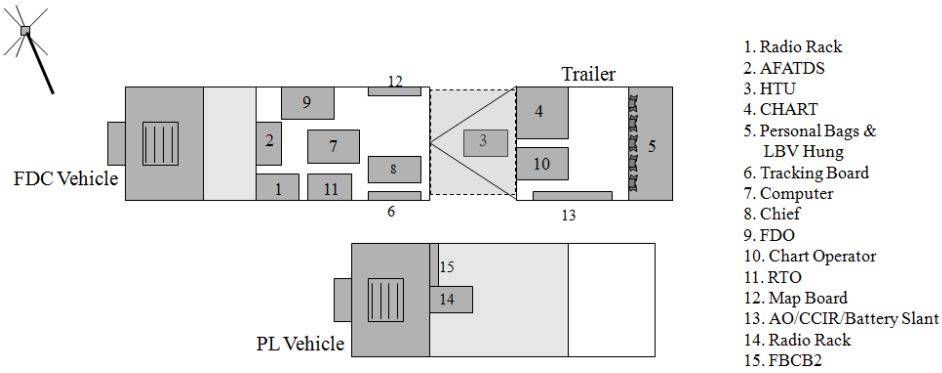 12
Trailer
9
4
3
2
7
5
10
8
FDC Vehicle
1
11
6
13
15
14
PL Vehicle
1. Radio Rack
2. AFATDS
3. HTU
4. CHART
5. Personal Bags &
LBV Hung
6. Tracking Board
7. Computer
8. Chief
9. FDO
10. Chart Operator
11. RTO
12. Map Board
13. AO/CCIR/Battery Slant
14. Radio Rack
15. FBCB2